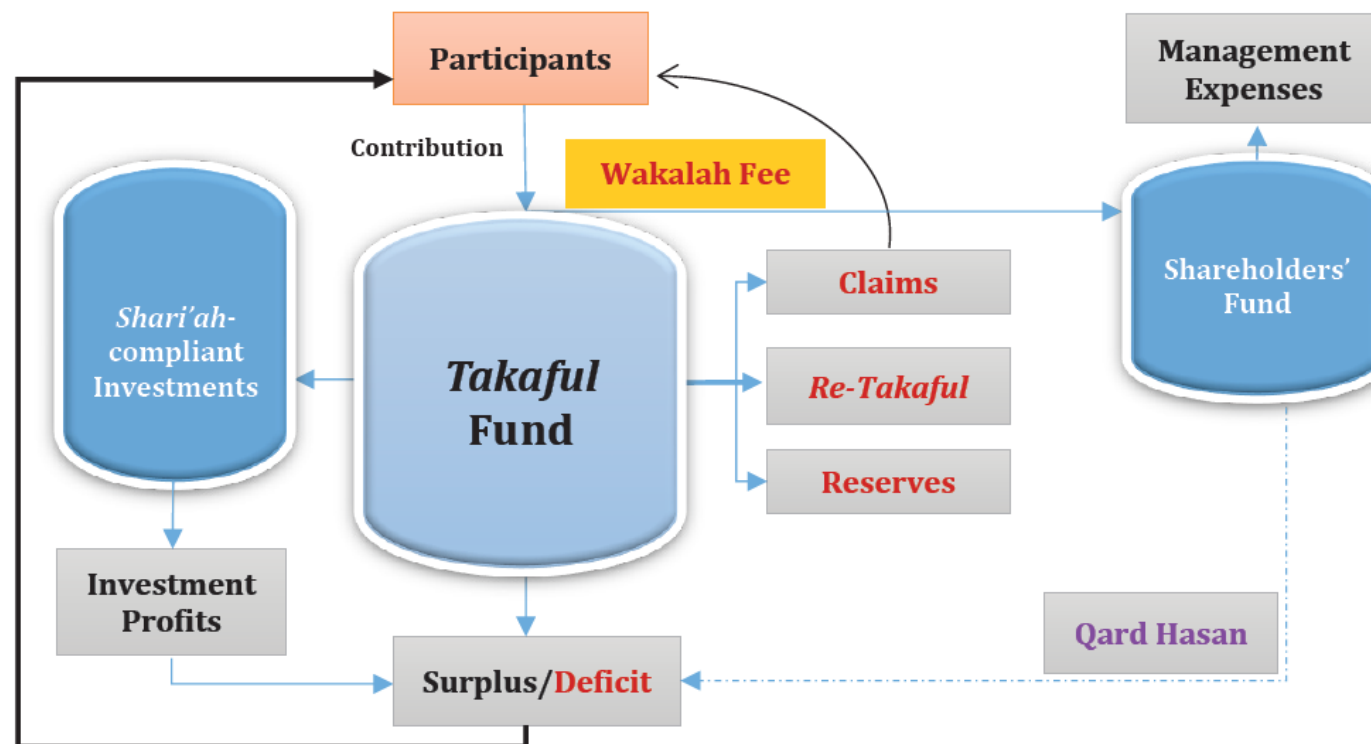 Participants
Management
Expenses
Contribution
Wakalah Fee
Shari’ah-
compliant
Investments
Takaful
Fund
Claims
Re-Takaful
Reserves
Shareholders’
Fund
Investment
Profits
Surplus/Deficit
Qard Hasan